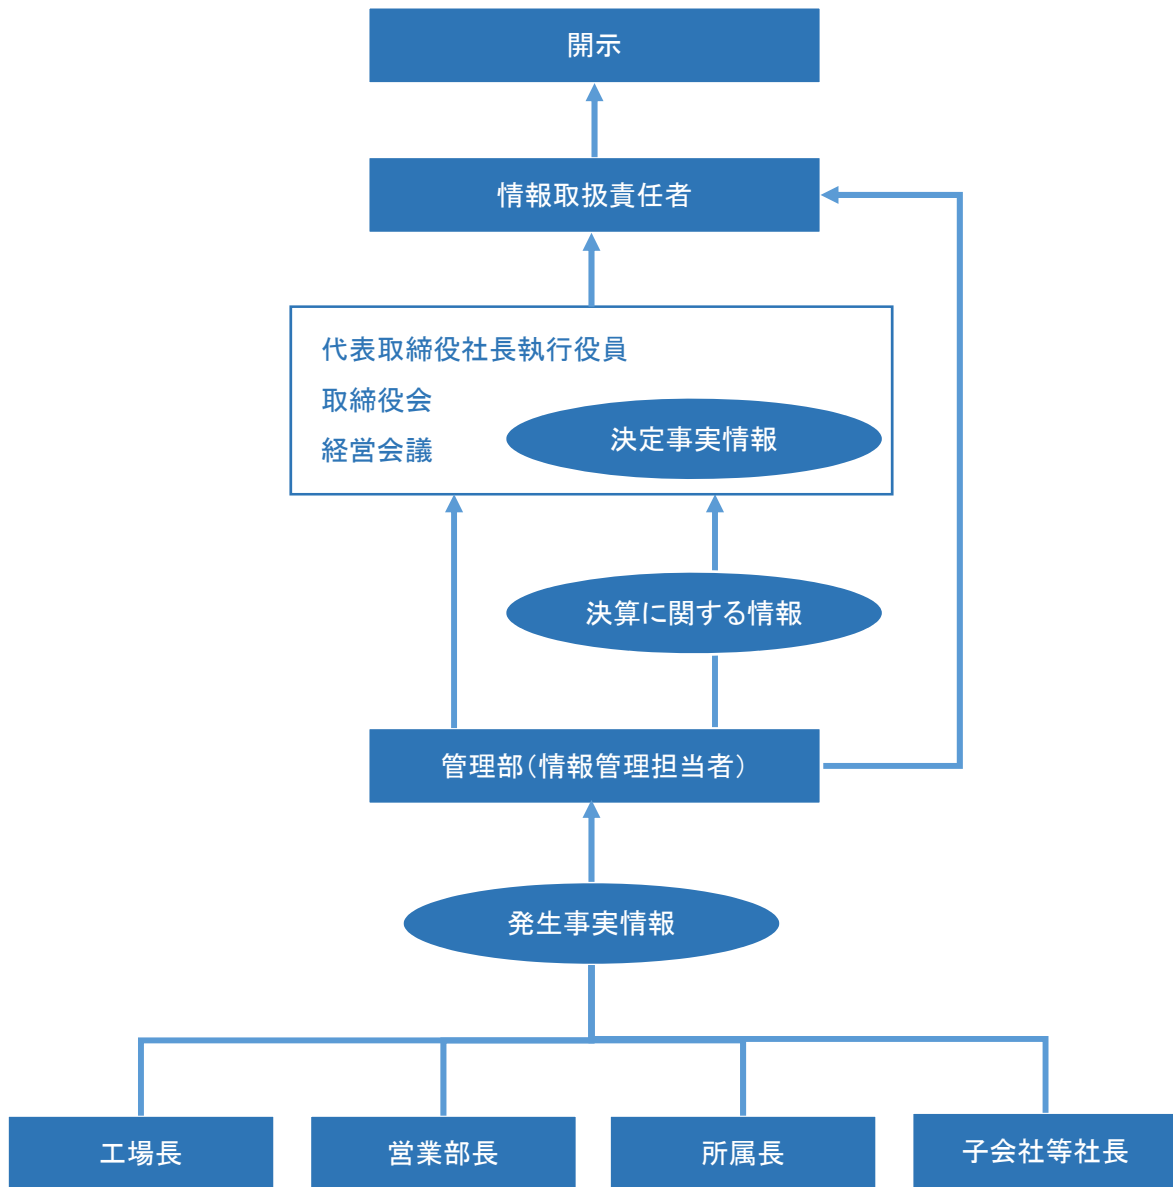 開示
情報取扱責任者
代表取締役社長執行役員
取締役会
経営会議
決定事実情報
決算に関する情報
管理部（情報管理担当者）
発生事実情報
工場長
営業部長
所属長
子会社等社長